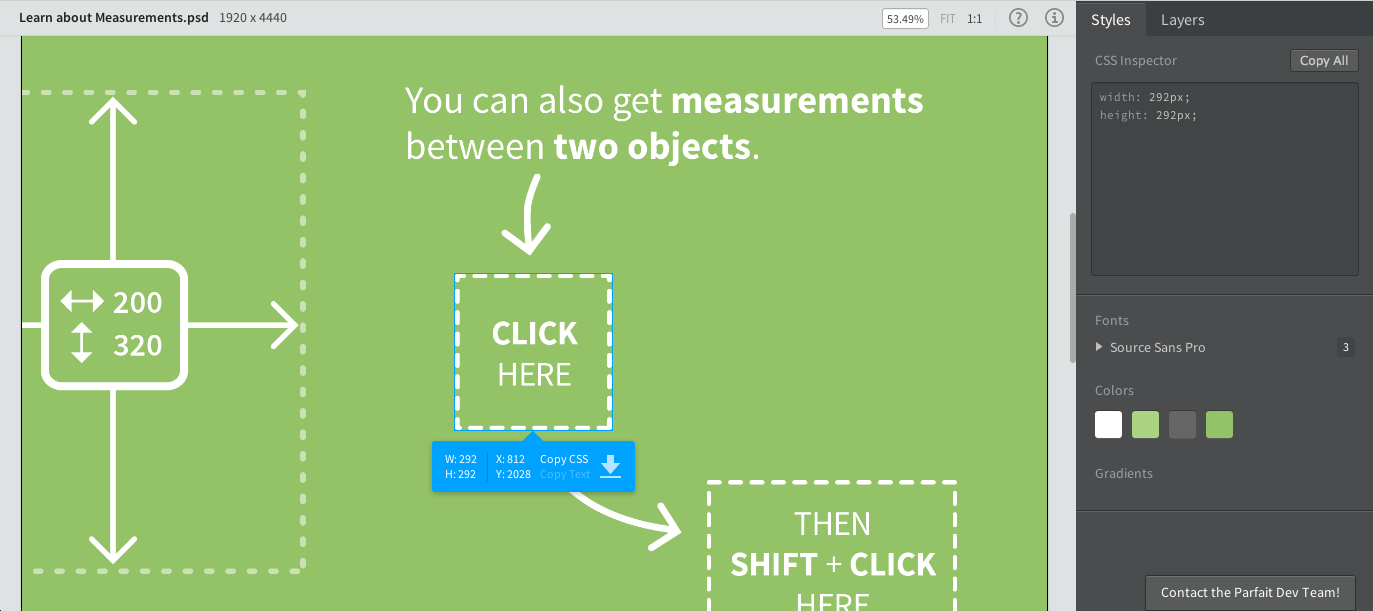 Learn about Measurements.psd 1920 x 4440
53.49% FIT 1:1 ? i
Styles Layers
CSS Inspector Copy All
width: 292px;
height: 292px;
You can also get measurements
between two objects.
200
320
CLICK
HERE
W: 292 X: 812 Copy CSS
H: 292 Y: 2028 Copy Text
THEN
SHIFT + CLICK
HERE
Fonts
Source Sans Pro 3
Colors
Gradients
Contact the Parfait Dev Team!